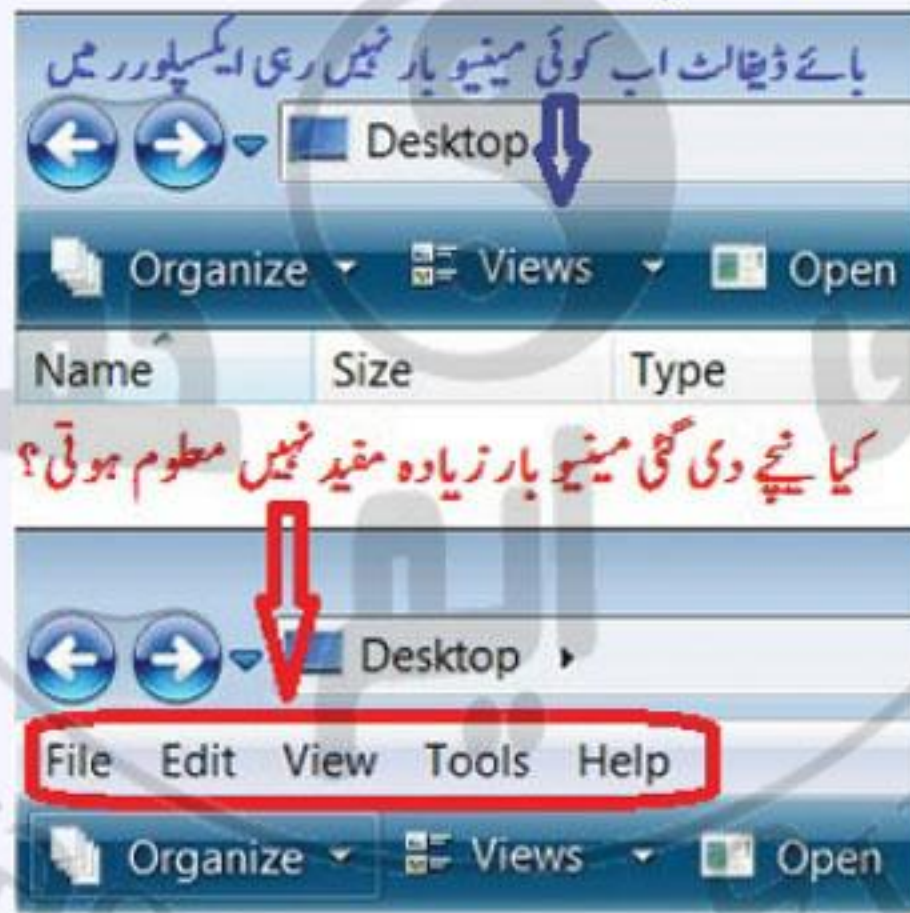 بائے ڈیفالٹ اب کوئی مینیو بار نہیں رہی ایکسپلورر میں
Desktop
Organize Views Open
Name Size Type
کیا نیچے دی گئی مینیو بار زیادہ مفید نہیں معلوم ہوتی؟
Desktop
File Edit View Tools Help
Organize Views Open